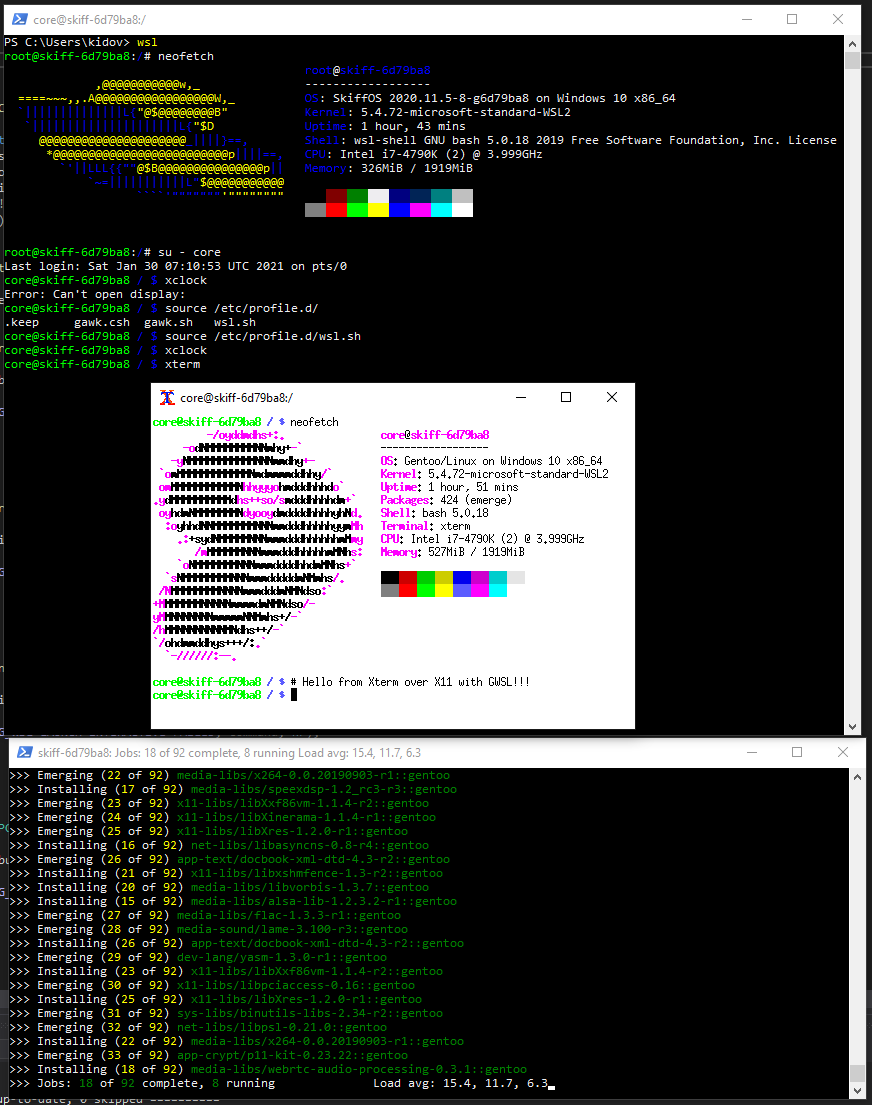 core@skiff-6d79ba8:/
PS C:\Users\kidov> wsl
root@skiff-6d79ba8:/# neofetch
root@skiff-6d79ba8
------------------
OS: SkiffOS 2020.11.5-8-g6d79ba8 on Windows 10 x86_64
Kernel: 5.4.72-microsoft-standard-WSL2
Uptime: 1 hour, 43 mins
Shell: wsl-shell GNU bash 5.0.18 2019 Free Software Foundation, Inc. License
CPU: Intel i7-4790K (2) @ 3.999GHz
Memory: 326MiB / 1919MiB
root@skiff-6d79ba8:/# su - core
Last login: Sat Jan 30 07:10:53 UTC 2021 on pts/0
core@skiff-6d79ba8 / $ xclock
Error: Can't open display:
core@skiff-6d79ba8 / $ source /etc/profile.d/
.keep gawk.csh gawk.sh wsl.sh
core@skiff-6d79ba8 / $ source /etc/profile.d/wsl.sh
core@skiff-6d79ba8 / $ xclock
core@skiff-6d79ba8 / $ xterm
core@skiff-6d79ba8:/
core@skiff-6d79ba8 / $ neofetch
core@skiff-6d79ba8
------------------
OS: Gentoo/Linux on Windows 10 x86_64
Kernel: 5.4.72-microsoft-standard-WSL2
Uptime: 1 hour, 51 mins
Packages: 424 (emerge)
Shell: bash 5.0.18
Terminal: xterm
CPU: Intel i7-4790K (2) @ 3.999GHz
Memory: 527MiB / 1919MiB
core@skiff-6d79ba8 / $ # Hello from Xterm over X11 with GWSL!!!
core@skiff-6d79ba8 / $
skiff-6d79ba8: Jobs: 18 of 92 complete, 8 running Load avg: 15.4, 11.7, 6.3
>>> Emerging (22 of 92) media-libs/x264-0.0.20190903-r1::gentoo
>>> Installing (17 of 92) media-libs/speexdsp-1.2_rc3-r3::gentoo
>>> Emerging (23 of 92) x11-libs/libXxf86vm-1.1.4-r2::gentoo
>>> Emerging (24 of 92) x11-libs/libXinerama-1.1.4-r1::gentoo
>>> Emerging (25 of 92) x11-libs/libXres-1.2.0-r1::gentoo
>>> Installing (16 of 92) net-libs/libasyncns-0.8-r4::gentoo
>>> Emerging (26 of 92) app-text/docbook-xml-dtd-4.3-r2::gentoo
>>> Installing (21 of 92) x11-libs/libxshmfence-1.3-r2::gentoo
>>> Installing (20 of 92) media-libs/libvorbis-1.3.7::gentoo
>>> Installing (15 of 92) media-libs/alsa-lib-1.2.3.2-r1::gentoo
>>> Emerging (27 of 92) media-libs/flac-1.3.3-r1::gentoo
>>> Emerging (28 of 92) media-sound/lame-3.100-r3::gentoo
>>> Installing (26 of 92) app-text/docbook-xml-dtd-4.3-r2::gentoo
>>> Emerging (29 of 92) dev-lang/yasm-1.3.0-r1::gentoo
>>> Installing (23 of 92) x11-libs/libXxf86vm-1.1.4-r2::gentoo
>>> Emerging (30 of 92) x11-libs/libpciaccess-0.16::gentoo
>>> Installing (25 of 92) x11-libs/libXres-1.2.0-r1::gentoo
>>> Emerging (31 of 92) sys-libs/binutils-libs-2.34-r2::gentoo
>>> Emerging (32 of 92) net-libs/libpsl-0.21.0::gentoo
>>> Installing (22 of 92) media-libs/x264-0.0.20190903-r1::gentoo
>>> Emerging (33 of 92) app-crypt/p11-kit-0.23.22::gentoo
>>> Installing (18 of 92) media-libs/webrtc-audio-processing-0.3.1::gentoo
>>> Jobs: 18 of 92 complete, 8 running Load avg: 15.4, 11.7, 6.3